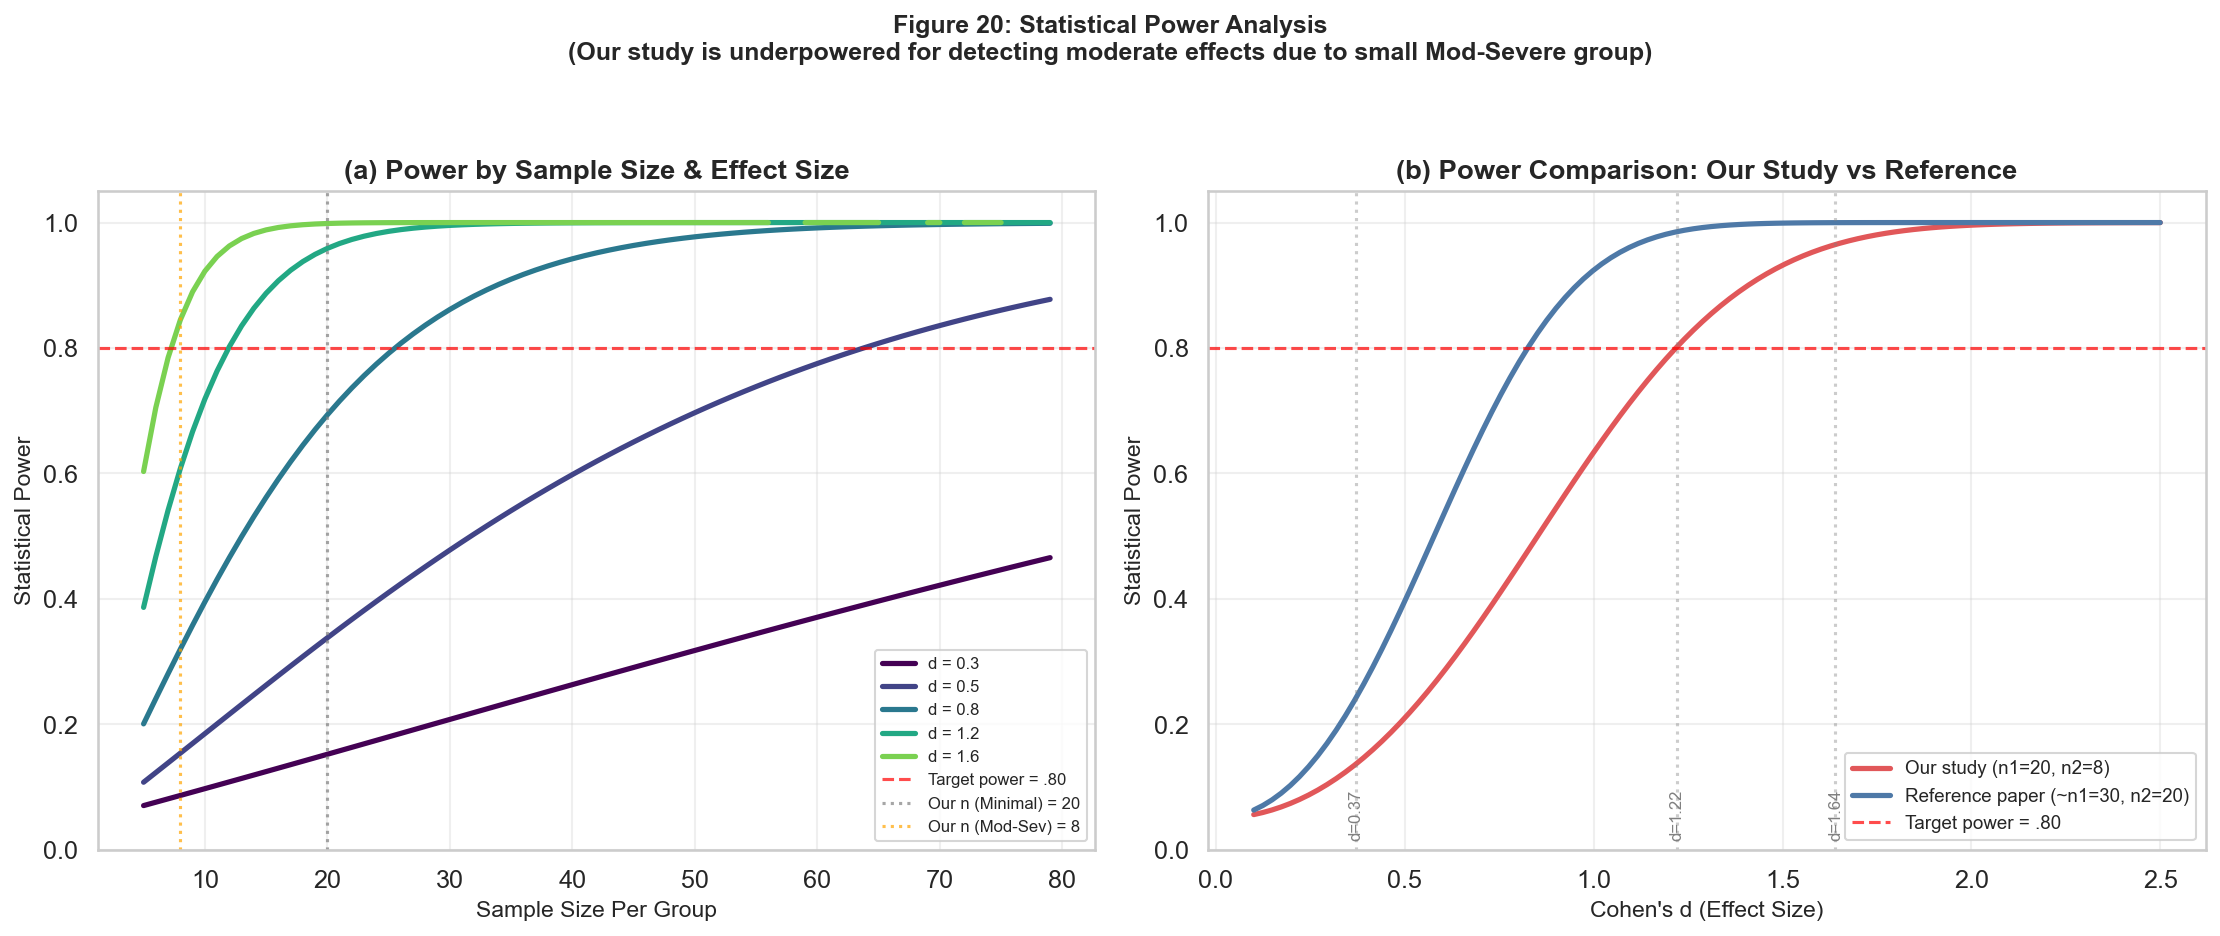 Figure 20: Statistical Power Analysis
(Our study is underpowered for detecting moderate effects due to small Mod-Severe group)
(a) Power by Sample Size & Effect Size
1.0
0.8
0.6
0.4
0.2
0.0
Statistical Power
10
20
30
40
50
60
70
80
Sample Size Per Group
d = 0.3
d = 0.5
d = 0.8
d = 1.2
d = 1.6
Target power = .80
Our n (Minimal) = 20
Our n (Mod-Sev) = 8
(b) Power Comparison: Our Study vs Reference
1.0
0.8
0.6
0.4
0.2
0.0
Statistical Power
d=0.37
d=1.22
d=1.64
0.0
0.5
1.0
1.5
2.0
2.5
Cohen's d (Effect Size)
Our study (n1=20, n2=8)
Reference paper (~n1=30, n2=20)
Target power = .80